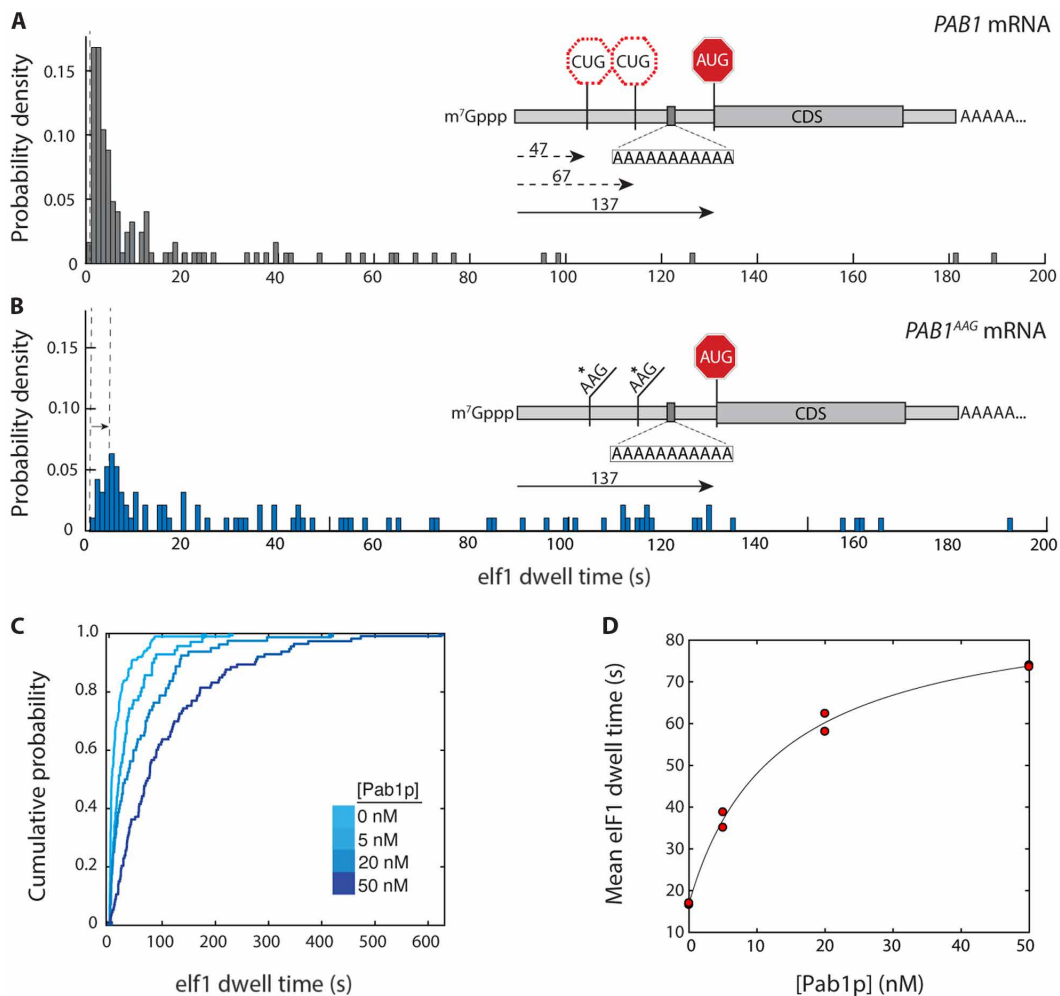 A
PAB1 mRNA
Probability density
0.15
0.10
0.05
0
CUG CUG AUG
m⁷Gppp CDS AAAAA...
47 AAAAAAAAAAA
67
137
0 20 40 60 80 100 120 140 160 180 200
B
PAB1ᴬᴬᴳ mRNA
Probability density
0.15
0.10
0.05
0
*AAG *AAG AUG
m⁷Gppp CDS AAAAA...
AAAAAAAAAAA
137
0 20 40 60 80 100 120 140 160 180 200
eIf1 dwell time (s)
C
Cumulative probability
1.0
0.8
0.6
0.4
0.2
0
[Pab1p]
0 nM
5 nM
20 nM
50 nM
0 100 200 300 400 500 600
eIf1 dwell time (s)
D
Mean eIF1 dwell time (s)
80
70
60
50
40
30
20
10
0
0 10 20 30 40 50
[Pab1p] (nM)